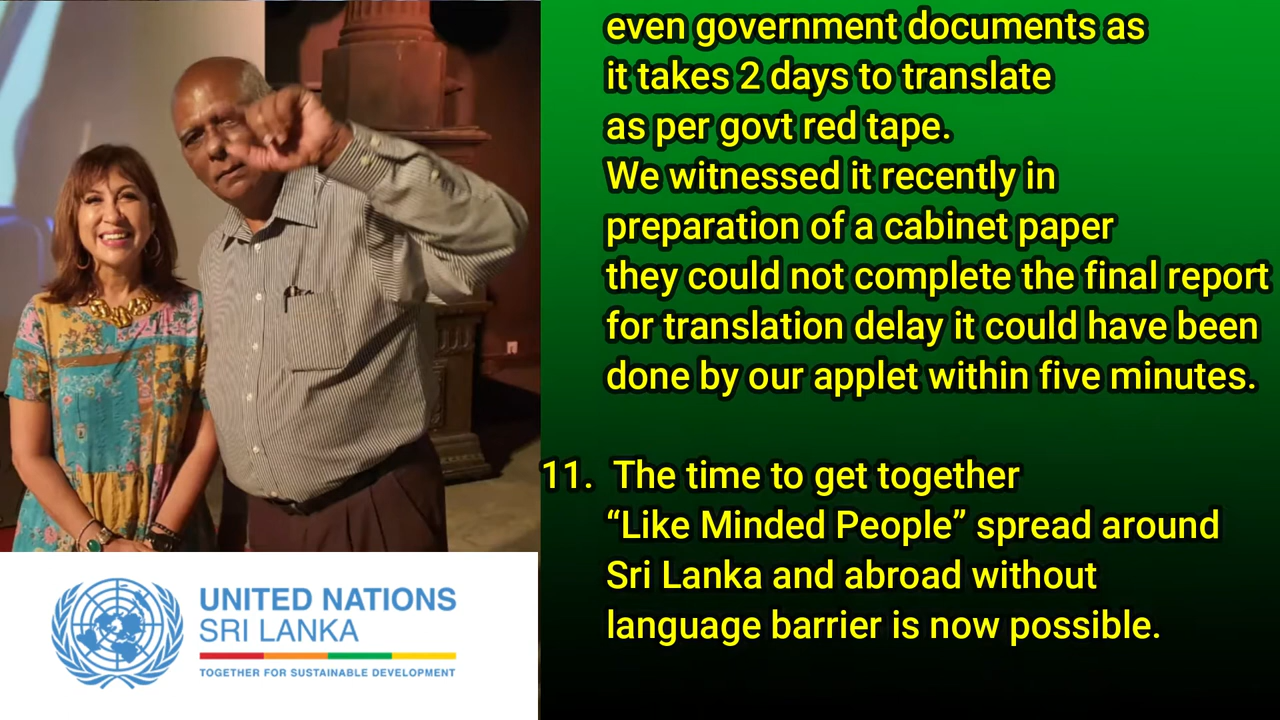 even government documents as
it takes 2 days to translate
as per govt red tape.
We witnessed it recently in
preparation of a cabinet paper
they could not complete the final report
for translation delay it could have been
done by our applet within five minutes.
11. The time to get together
“Like Minded People” spread around
Sri Lanka and abroad without
language barrier is now possible.
UNITED NATIONS
SRI LANKA
TOGETHER FOR SUSTAINABLE DEVELOPMENT